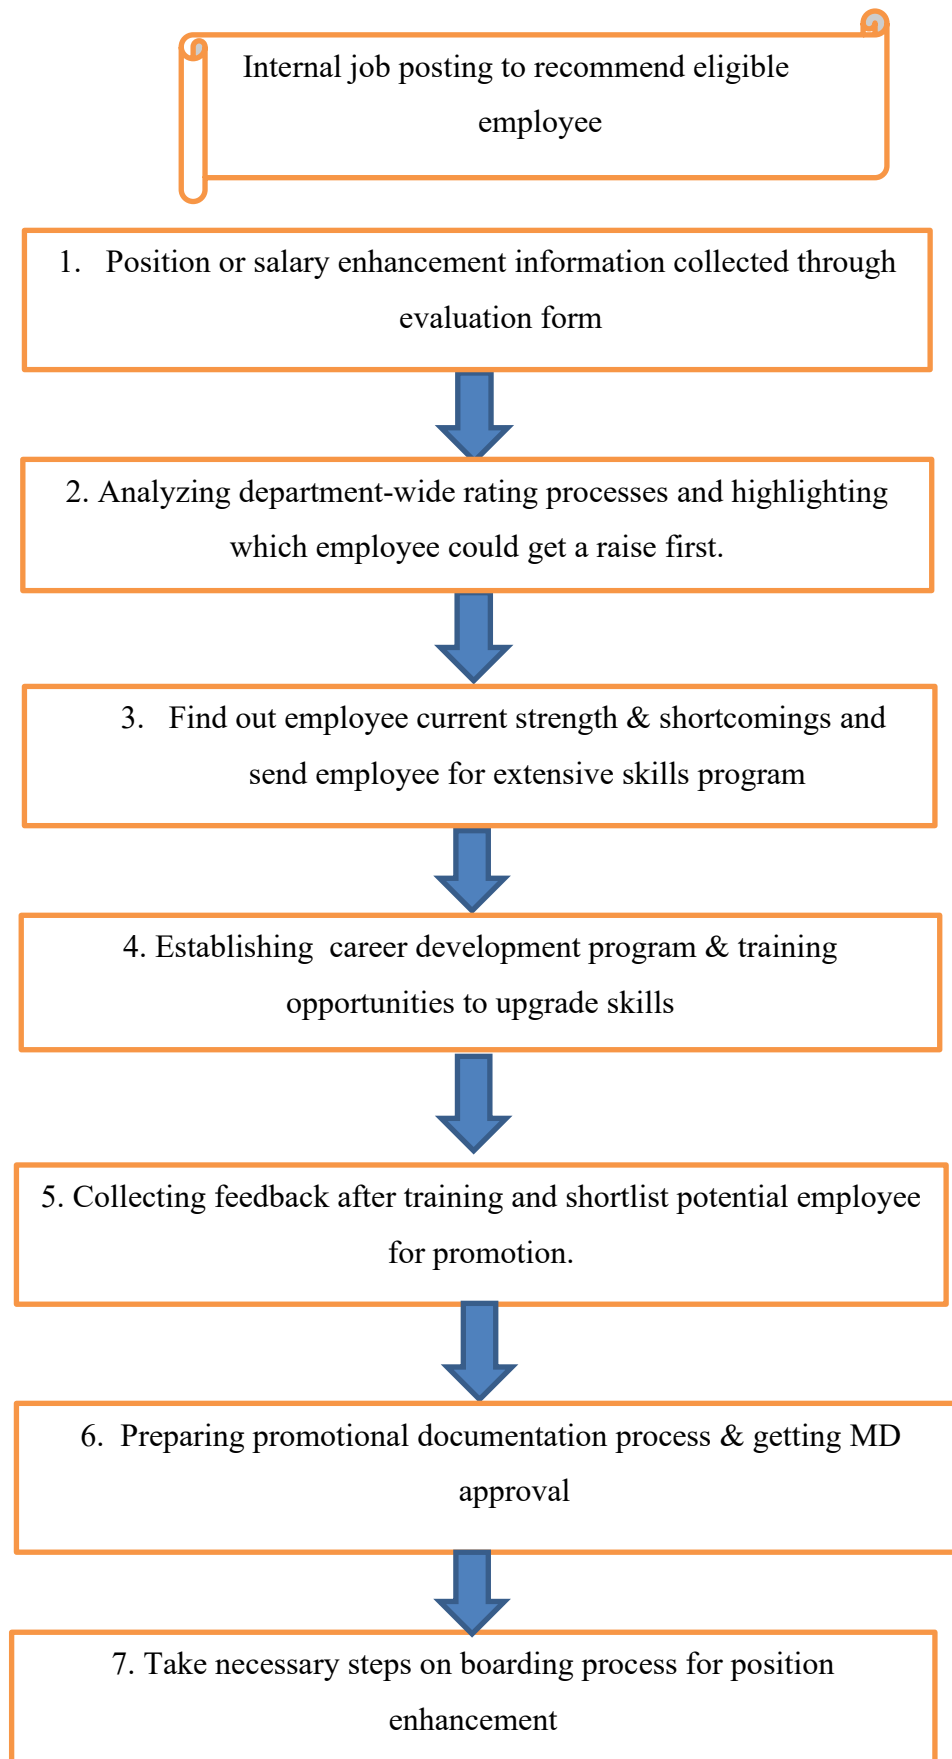 Internal job posting to recommend eligible
employee
1. Position or salary enhancement information collected through
evaluation form
2. Analyzing department-wide rating processes and highlighting
which employee could get a raise first.
3. Find out employee current strength & shortcomings and
send employee for extensive skills program
4. Establishing career development program & training
opportunities to upgrade skills
5. Collecting feedback after training and shortlist potential employee
for promotion.
6. Preparing promotional documentation process & getting MD
approval
7. Take necessary steps on boarding process for position
enhancement